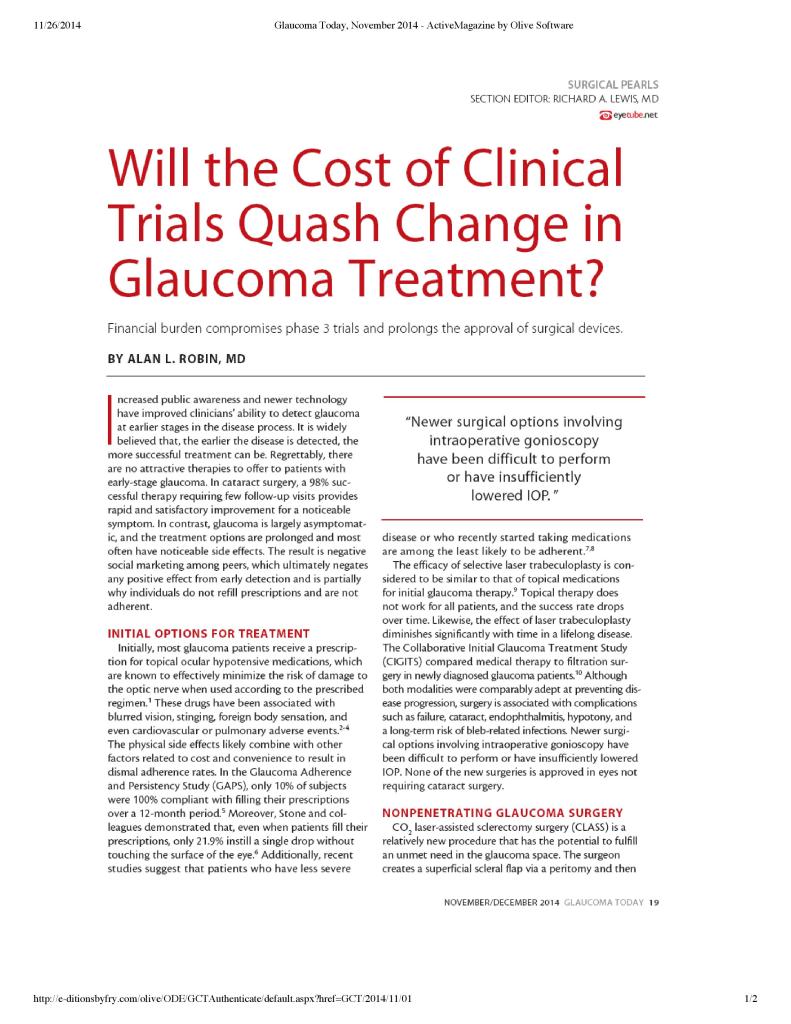 11/26/2014
Glaucoma Today, November 2014 - ActiveMagazine by Olive Software
SURGICAL PEARLS
SECTION EDITOR: RICHARD A. LEWIS, MD
eyetube.net
Will the Cost of Clinical
Trials Quash Change in
Glaucoma Treatment?
Financial burden compromises phase 3 trials and prolongs the approval of surgical devices.
BY ALAN L. ROBIN, MD
Increased public awareness and newer technology
have improved clinicians' ability to detect glaucoma
at earlier stages in the disease process. It is widely
believed that, the earlier the disease is detected, the
more successful treatment can be. Regrettably, there
are no attractive therapies to offer to patients with
early-stage glaucoma. In cataract surgery, a 98% suc-
cessful therapy requiring few follow-up visits provides
rapid and satisfactory improvement for a noticeable
symptom. In contrast, glaucoma is largely asymptomat-
ic, and the treatment options are prolonged and most
often have noticeable side effects. The result is negative
social marketing among peers, which ultimately negates
any positive effect from early detection and is partially
why individuals do not refill prescriptions and are not
adherent.
INITIAL OPTIONS FOR TREATMENT
Initially, most glaucoma patients receive a prescrip-
tion for topical ocular hypotensive medications, which
are known to effectively minimize the risk of damage to
the optic nerve when used according to the prescribed
regimen.1 These drugs have been associated with
blurred vision, stinging, foreign body sensation, and
even cardiovascular or pulmonary adverse events.2-4
The physical side effects likely combine with other
factors related to cost and convenience to result in
dismal adherence rates. In the Glaucoma Adherence
and Persistency Study (GAPS), only 10% of subjects
were 100% compliant with filling their prescriptions
over a 12-month period.5 Moreover, Stone and col-
leagues demonstrated that, even when patients fill their
prescriptions, only 21.9% instill a single drop without
touching the surface of the eye.6 Additionally, recent
studies suggest that patients who have less severe
"Newer surgical options involving
intraoperative gonioscopy
have been difficult to perform
or have insufficiently
lowered IOP."
disease or who recently started taking medications
are among the least likely to be adherent.7,8
The efficacy of selective laser trabeculoplasty is con-
sidered to be similar to that of topical medications
for initial glaucoma therapy.9 Topical therapy does
not work for all patients, and the success rate drops
over time. Likewise, the effect of laser trabeculoplasty
diminishes significantly with time in a lifelong disease.
The Collaborative Initial Glaucoma Treatment Study
(CIGITS) compared medical therapy to filtration sur-
gery in newly diagnosed glaucoma patients.10 Although
both modalities were comparably adept at preventing dis-
ease progression, surgery is associated with complications
such as failure, cataract, endophthalmitis, hypotony, and
a long-term risk of bleb-related infections. Newer surgi-
cal options involving intraoperative gonioscopy have
been difficult to perform or have insufficiently lowered
IOP. None of the new surgeries is approved in eyes not
requiring cataract surgery.
NONPENETRATING GLAUCOMA SURGERY
CO2 laser-assisted sclerectomy surgery (CLASS) is a
relatively new procedure that has the potential to fulfill
an unmet need in the glaucoma space. The surgeon
creates a superficial scleral flap via a peritomy and then
NOVEMBER/DECEMBER 2014 GLAUCOMA TODAY 19
http://e-ditionsbyfry.com/olive/ODE/GCTAuthenticate/default.aspx?href=GCT/2014/11/01
1/2